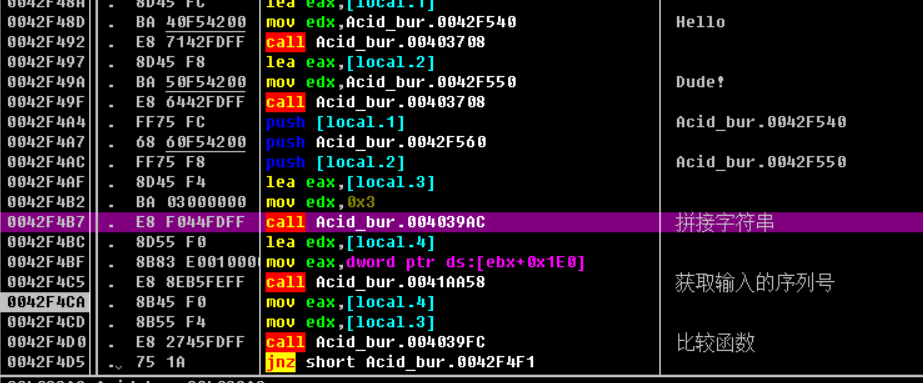 0042F48A . 8D45 FC lea eax,[local.1]
0042F48D . BA 40F54200 mov edx,Acid_bur.0042F540 Hello
0042F492 . E8 7142FDFF call Acid_bur.00403708
0042F497 . 8D45 F8 lea eax,[local.2]
0042F49A . BA 50F54200 mov edx,Acid_bur.0042F550 Dude!
0042F49F . E8 6442FDFF call Acid_bur.00403708
0042F4A4 . FF75 FC push [local.1] Acid_bur.0042F540
0042F4A7 . 68 60F54200 push Acid_bur.0042F560
0042F4AC . FF75 F8 push [local.2] Acid_bur.0042F550
0042F4AF . 8D45 F4 lea eax,[local.3]
0042F4B2 . BA 03000000 mov edx,0x3
0042F4B7 . E8 F044FDFF call Acid_bur.004039AC 拼接字符串
0042F4BC . 8D55 F0 lea edx,[local.4]
0042F4BF . 8B83 E0010000 mov eax,dword ptr ds:[ebx+0x1E0]
0042F4C5 . E8 8EB5FEFF call Acid_bur.0041AA58 获取输入的序列号
0042F4CA . 8B45 F0 mov eax,[local.4]
0042F4CD . 8B55 F4 mov edx,[local.3]
0042F4D0 . E8 2745FDFF call Acid_bur.004039FC 比较函数
0042F4D5 .⌄ 75 1A jnz short Acid_bur.0042F4F1